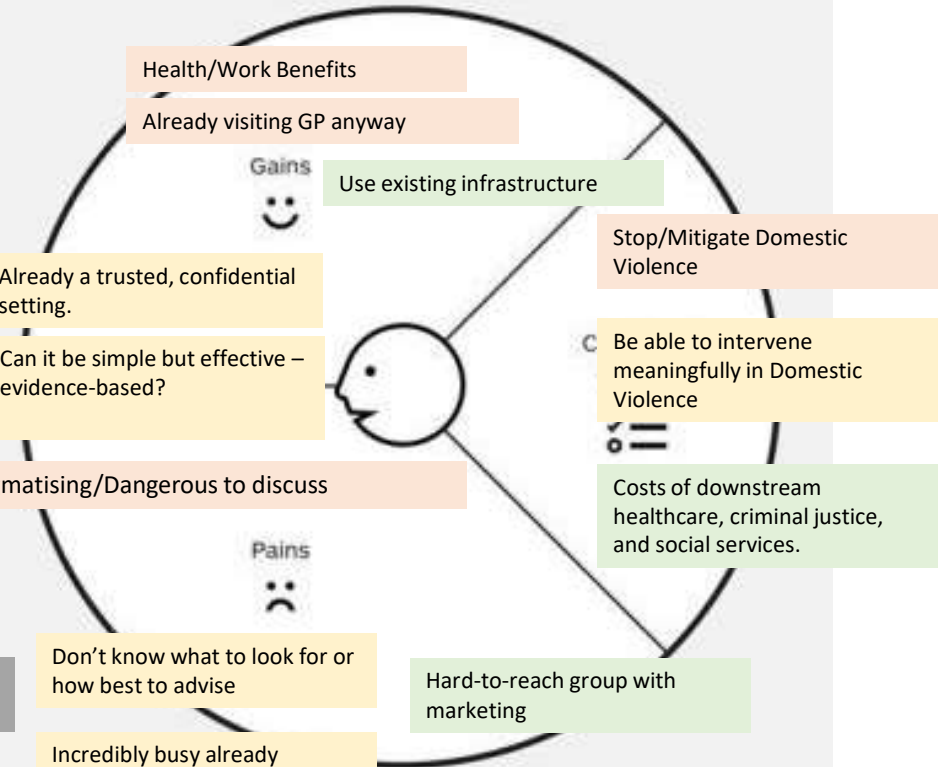 Health/Work Benefits
Already visiting GP anyway
Gains
Use existing infrastructure
Stop/Mitigate Domestic
Violence
Already a trusted, confidential
setting.
Can it be simple but effective –
evidence-based?
C
Be able to intervene
meaningfully in Domestic
Violence
matising/Dangerous to discuss
Costs of downstream
healthcare, criminal justice,
and social services.
Pains
Don’t know what to look for or
how best to advise
Hard-to-reach group with
marketing
Incredibly busy already